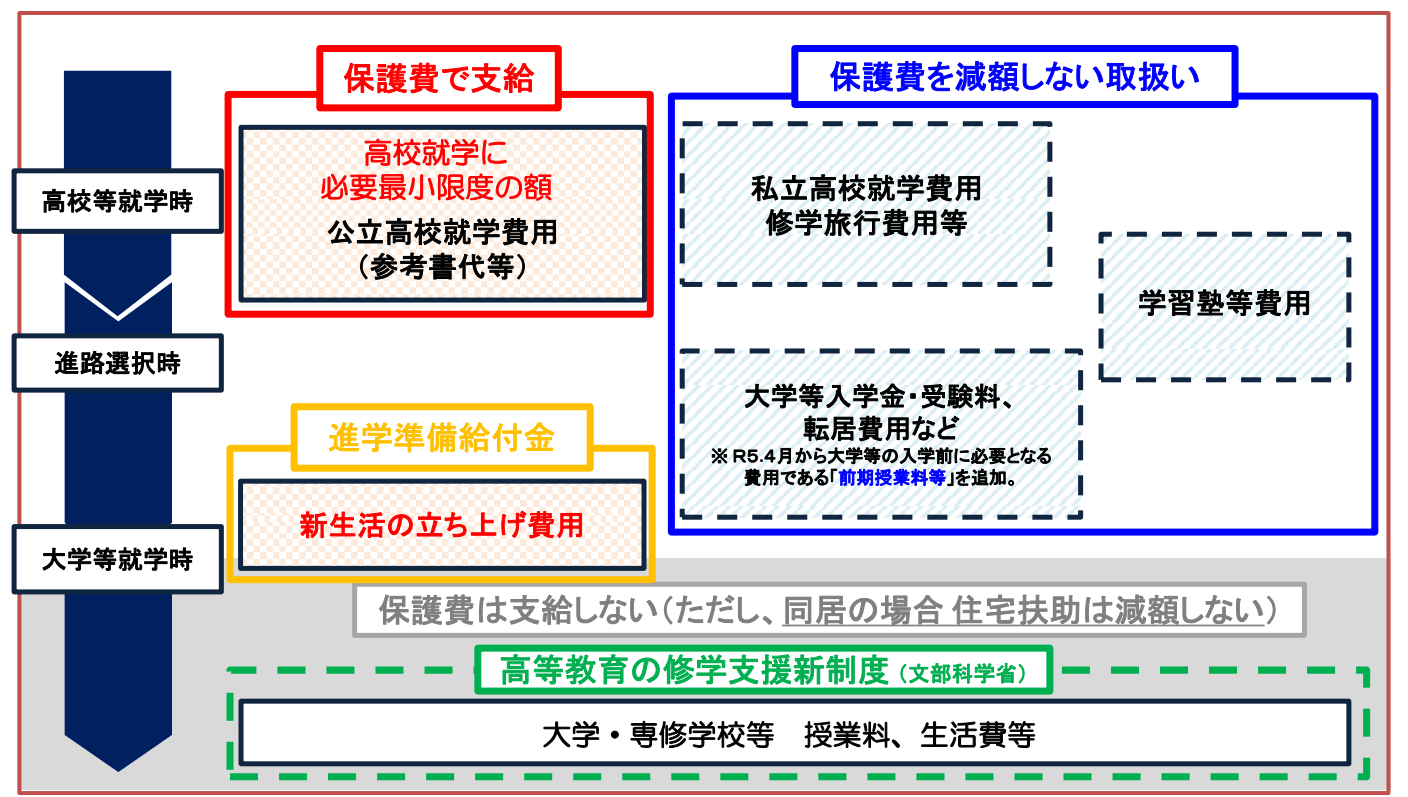 保護費で支給
保護費を減額しない取扱い
高校等就学時
高校就学に
必要最小限度の額
公立高校就学費用
（参考書代等）
私立高校就学費用
修学旅行費用等
学習塾等費用
進路選択時
大学等入学金・受験料、
転居費用など
※ R5.4月から大学等の入学前に必要となる
費用である「前期授業料等」を追加。
進学準備給付金
新生活の立ち上げ費用
大学等就学時
保護費は支給しない（ただし、同居の場合 住宅扶助は減額しない）
高等教育の修学支援新制度（文部科学省）
大学・専修学校等　授業料、生活費等